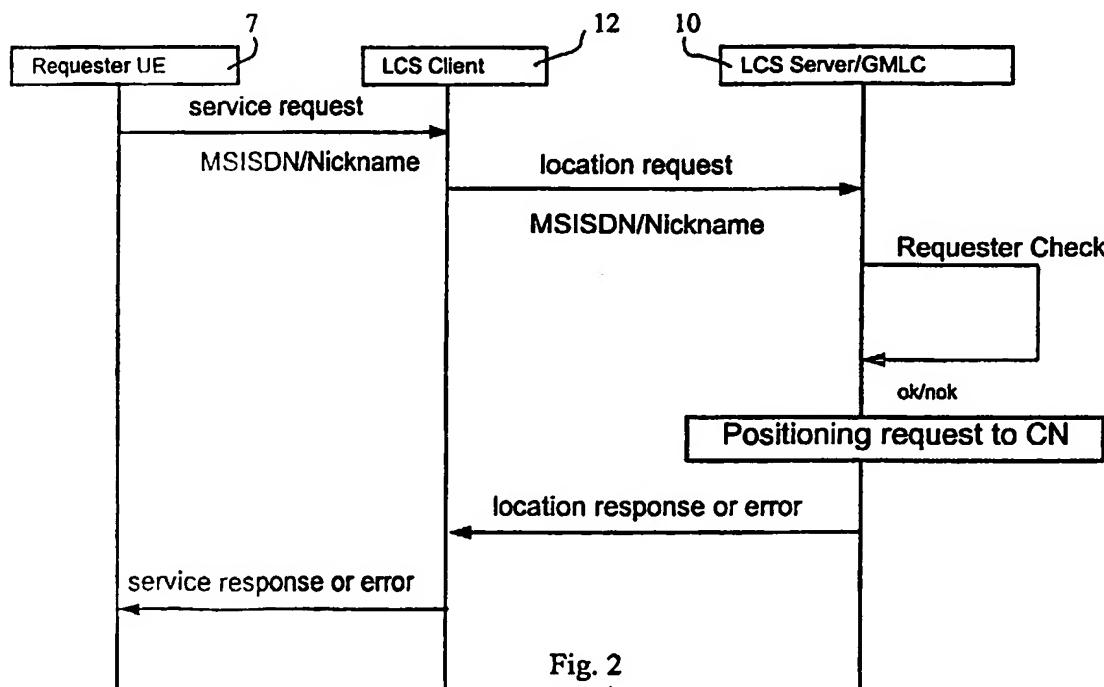 7
12
10
Requester UE
LCS Client
LCS Server/GMLC
service request
MSISDN/Nickname
location request
MSISDN/Nickname
Requester Check
ok/nok
Positioning request to CN
location response or error
service response or error
Fig. 2